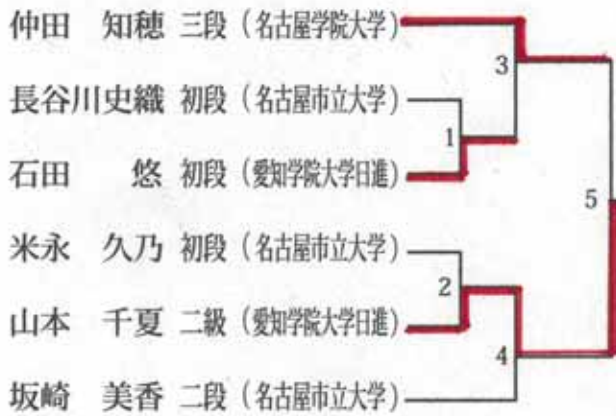 仲田 知穂 三段（名古屋学院大学）
3
長谷川史織 初段（名古屋市立大学）
1
石田 悠 初段（愛知学院大学日進）
5
米永 久乃 初段（名古屋市立大学）
2
山本 千夏 二級（愛知学院大学日進）
4
坂崎 美香 二段（名古屋市立大学）